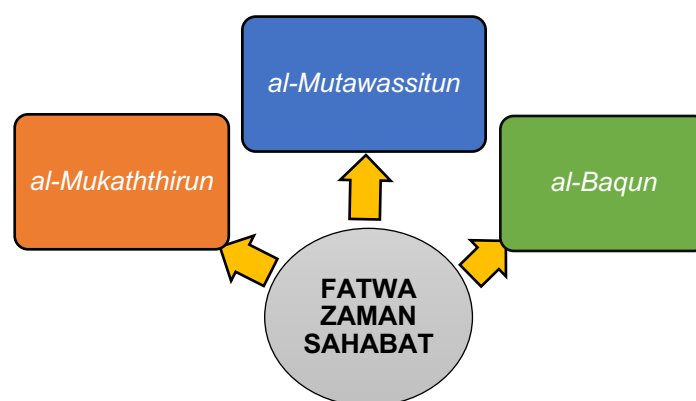 al-Mutawassitun
al-Mukaththirun
al-Baqun
FATWA
ZAMAN
SAHABAT